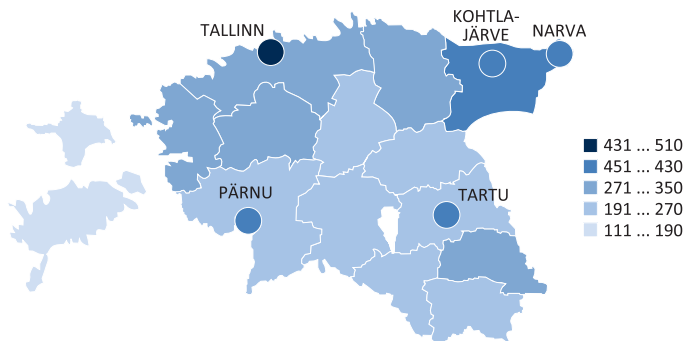 TALLINN
KOHTLA-
JÄRVE
NARVA
PÄRNU
TARTU
431 ... 510
451 ... 430
271 ... 350
191 ... 270
111 ... 190